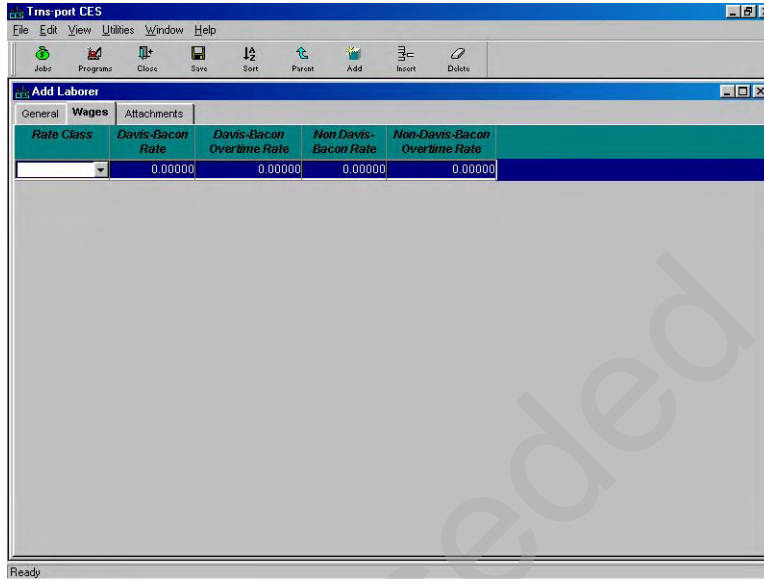 Trns·port CES
File Edit View Utilities Window Help
Jobs Programs Close Save Sort Parent Add Insert Delete
Add Laborer
General Wages Attachments
Rate Class Davis-Bacon Rate Davis-Bacon Overtime Rate Non Davis-Bacon Rate Non-Davis-Bacon Overtime Rate
0.00000 0.00000 0.00000 0.00000
Ready